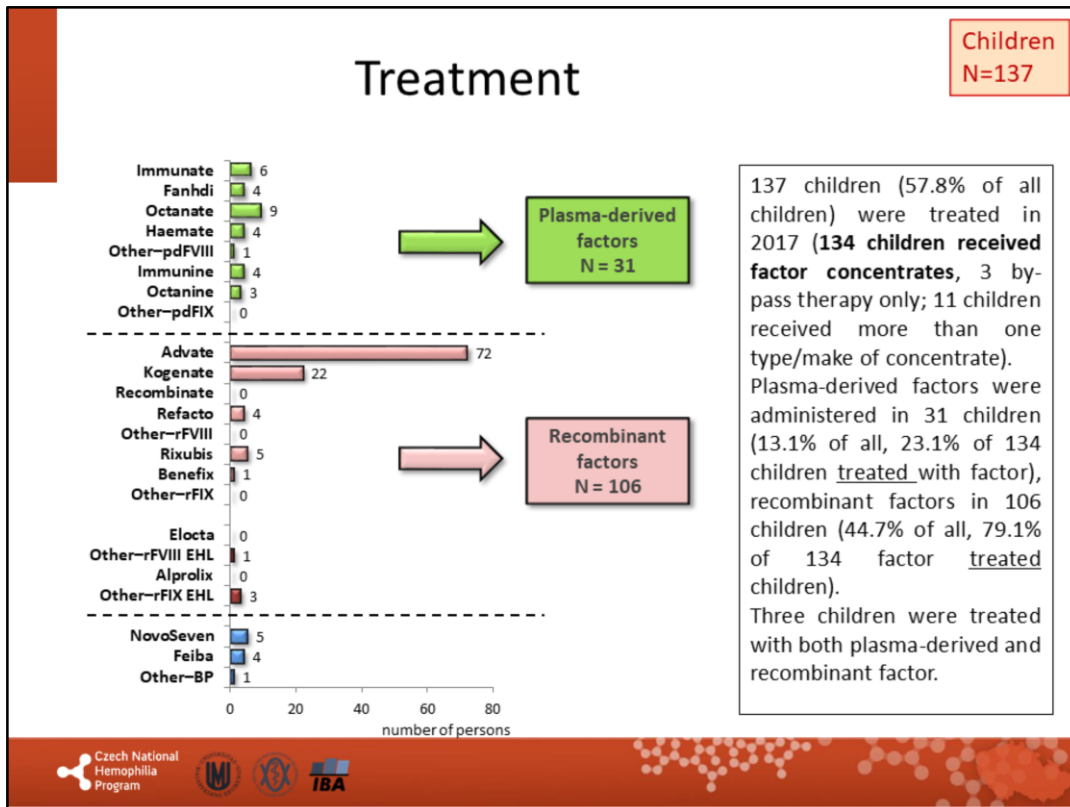 Children
N=137
Treatment
Immunate 6
Fanhdi 4
Octanate 9
Haemate 4
Other–pdFVIII 1
Immunine 4
Octanine 3
Other–pdFIX 0
Plasma-derived
factors
N = 31
Advate 72
Kogenate 22
Recombinate 0
Refacto 4
Other–rFVIII 0
Rixubis 5
Benefix 1
Other–rFIX 0
Recombinant
factors
N = 106
Elocta 0
Other–rFVIII EHL 1
Alprolix 0
Other–rFIX EHL 3
NovoSeven 5
Feiba 4
Other–BP 1
0 20 40 60 80
number of persons
137 children (57.8% of all
children) were treated in
2017 (134 children received
factor concentrates, 3 by-
pass therapy only; 11 children
received more than one
type/make of concentrate).
Plasma-derived factors were
administered in 31 children
(13.1% of all, 23.1% of 134
children treated with factor),
recombinant factors in 106
children (44.7% of all, 79.1%
of 134 factor treated
children).
Three children were treated
with both plasma-derived and
recombinant factor.
Czech National
Hemophilia
Program
IBA